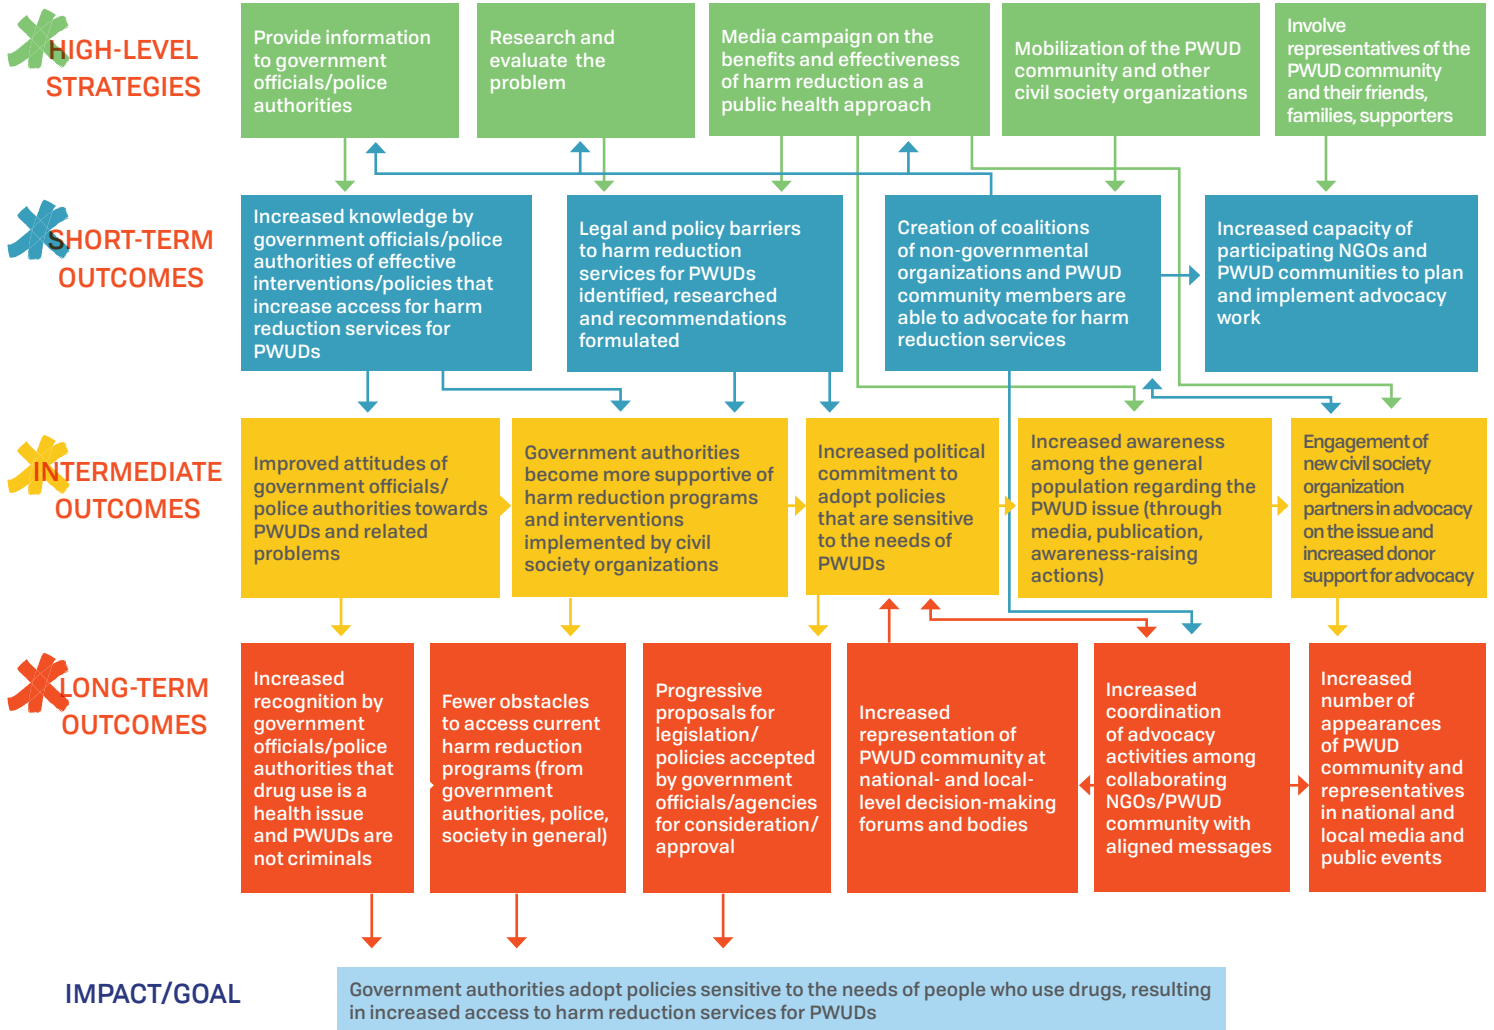 HIGH-LEVEL
STRATEGIES
Provide information
to government
officials/police
authorities
Research and
evaluate the
problem
Media campaign on the
benefits and effectiveness
of harm reduction as a
public health approach
Mobilization of the PWUD
community and other
civil society organizations
Involve
representatives of the
PWUD community
and their friends,
families, supporters
SHORT-TERM
OUTCOMES
Increased knowledge by
government officials/police
authorities of effective
interventions/policies that
increase access for harm
reduction services for
PWUDs
Legal and policy barriers
to harm reduction
services for PWUDs
identified, researched
and recommendations
formulated
Creation of coalitions
of non-governmental
organizations and PWUD
community members are
able to advocate for harm
reduction services
Increased capacity of
participating NGOs and
PWUD communities to plan
and implement advocacy
work
INTERMEDIATE
OUTCOMES
Improved attitudes of
government officials/
police authorities towards
PWUDs and related
problems
Government authorities
become more supportive of
harm reduction programs
and interventions
implemented by civil
society organizations
Increased political
commitment to
adopt policies
that are sensitive
to the needs of
PWUDs
Increased awareness
among the general
population regarding the
PWUD issue (through
media, publication,
awareness-raising
actions)
Engagement of
new civil society
organization
partners in advocacy
on the issue and
increased donor
support for advocacy
LONG-TERM
OUTCOMES
Increased
recognition by
government
officials/police
authorities that
drug use is a
health issue
and PWUDs are
not criminals
Fewer obstacles
to access current
harm reduction
programs (from
government
authorities, police,
society in general)
Progressive
proposals for
legislation/
policies accepted
by government
officials/agencies
for consideration/
approval
Increased
representation of
PWUD community at
national- and local-
level decision-making
forums and bodies
Increased
coordination
of advocacy
activities among
collaborating
NGOs/PWUD
community with
aligned messages
Increased
number of
appearances
of PWUD
community and
representatives
in national and
local media and
public events
IMPACT/GOAL
Government authorities adopt policies sensitive to the needs of people who use drugs, resulting
in increased access to harm reduction services for PWUDs